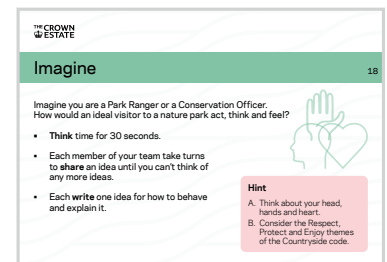 THE CROWN
ESTATE
Imagine
18
Imagine you are a Park Ranger or a Conservation Officer.
How would an ideal visitor to a nature park act, think and feel?
• Think time for 30 seconds.
• Each member of your team take turns
to share an idea until you can't think of
any more ideas.
• Each write one idea for how to behave
and explain it.
Hint
A. Think about your head,
hands and heart.
B. Consider the Respect,
Protect and Enjoy themes
of the Countryside code.